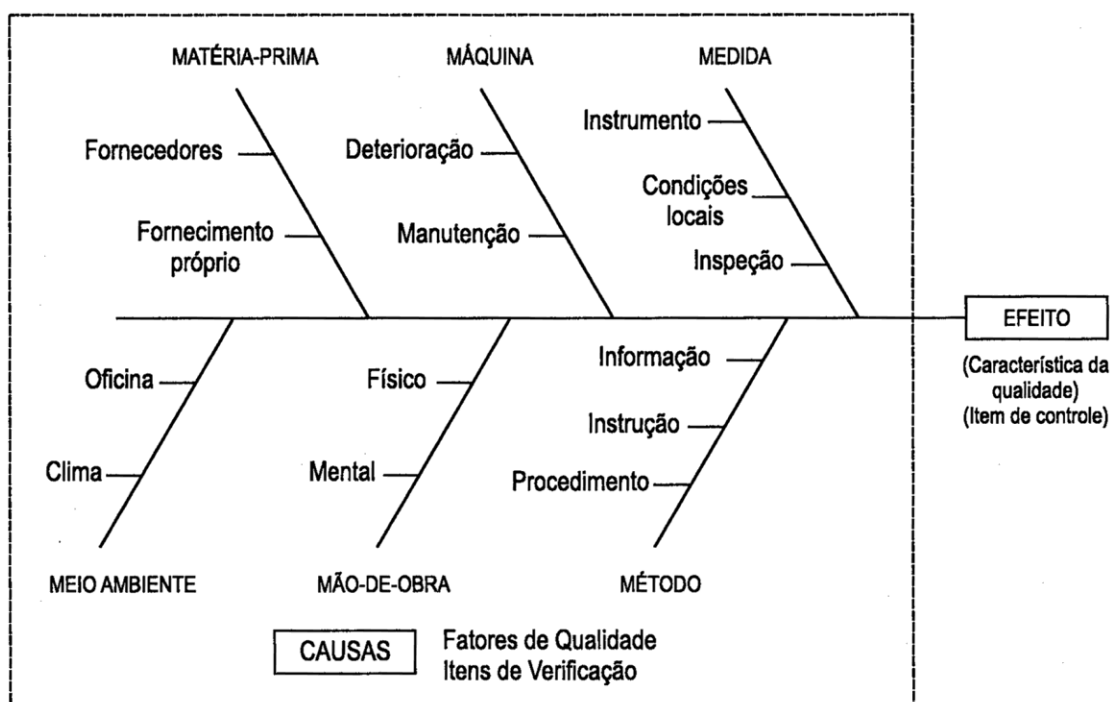 MATÉRIA-PRIMA
MÁQUINA
MEDIDA
Fornecedores
Fornecimento
próprio
Deterioração
Manutenção
Instrumento
Condições
locais
Inspeção
EFEITO
(Característica da
qualidade)
(Item de controle)
Oficina
Clima
Físico
Mental
Informação
Instrução
Procedimento
MEIO AMBIENTE
MÃO-DE-OBRA
MÉTODO
CAUSAS
Fatores de Qualidade
Itens de Verificação